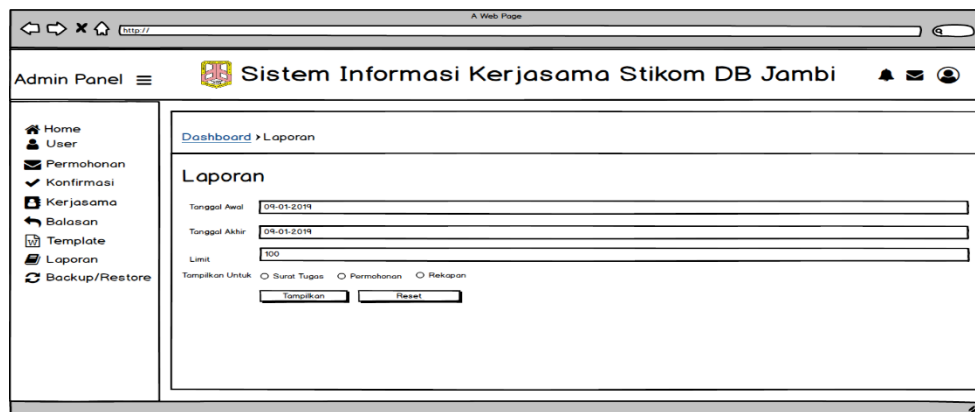 A Web Page
http://
Admin Panel
Sistem Informasi Kerjasama Stikom DB Jambi
Home
User
Permohonan
Konfirmasi
Kerjasama
Balasan
Template
Laporan
Backup/Restore
Dashboard > Laporan
Laporan
Tanggal Awal 09-01-2019
Tanggal Akhir 09-01-2019
Limit 100
Tampilkan Untuk Surat Tugas Permohonan Rekapan
Tampilkan Reset